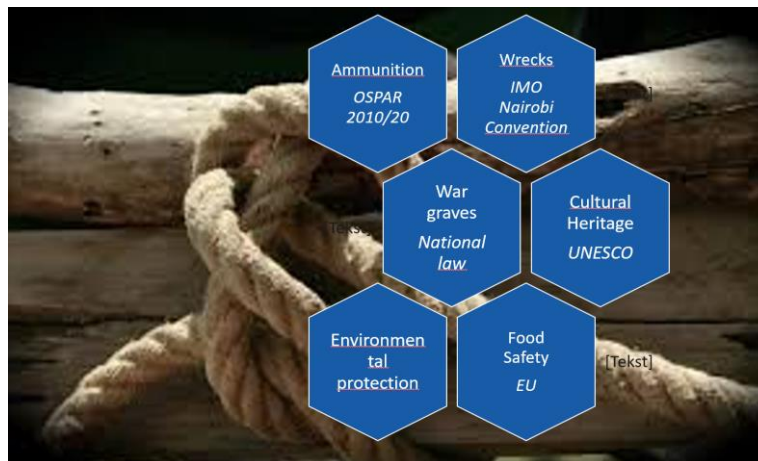 Ammunition
OSPAR
2010/20
Wrecks
IMO
Nairobi
Convention
War
graves
National
law
Cultural
Heritage
UNESCO
Environmen
tal
protection
Food
Safety
EU
[Tekst]